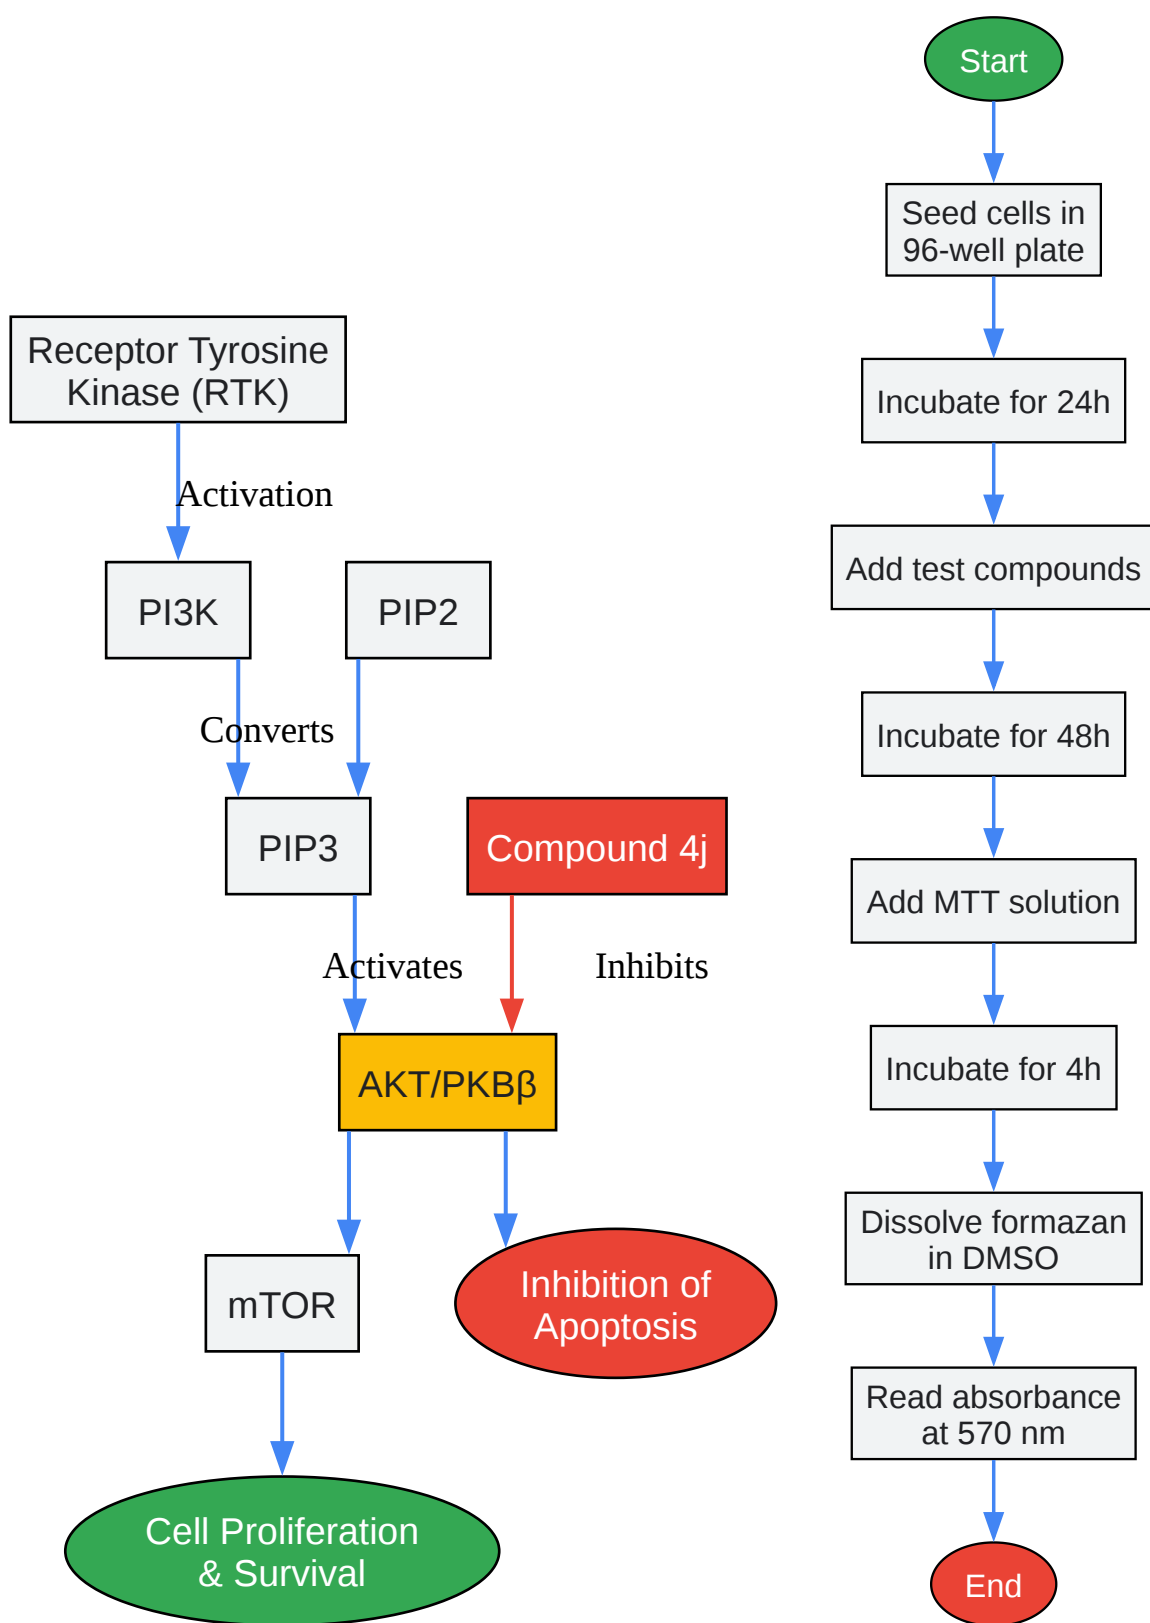 Receptor Tyrosine
Kinase (RTK)
Activation
PI3K
PIP2
Converts
PIP3
Compound 4j
Activates
Inhibits
AKT/PKBβ
mTOR
Inhibition of
Apoptosis
Cell Proliferation
& Survival
Start
Seed cells in
96-well plate
Incubate for 24h
Add test compounds
Incubate for 48h
Add MTT solution
Incubate for 4h
Dissolve formazan
in DMSO
Read absorbance
at 570 nm
End